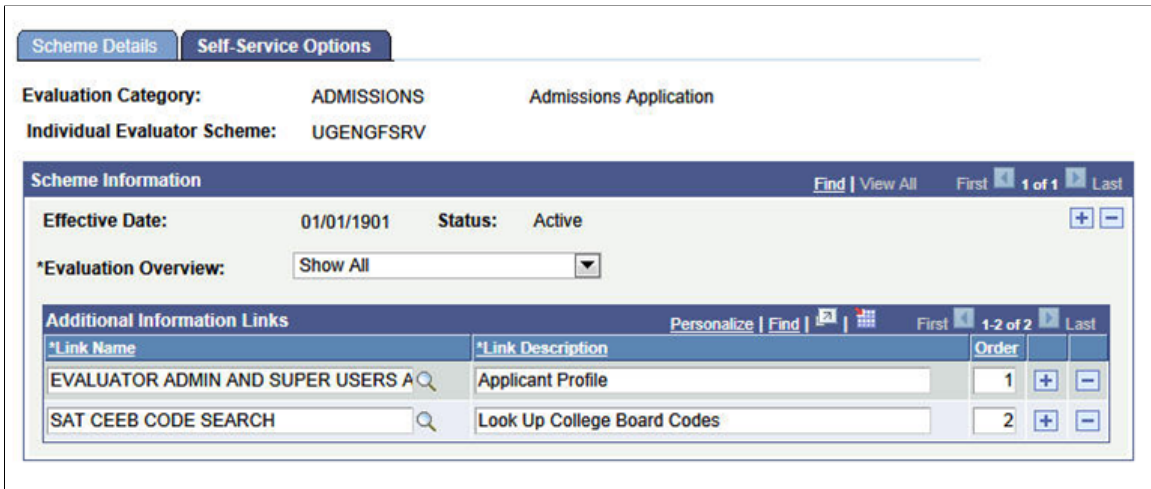 Scheme Details Self-Service Options
Evaluation Category: ADMISSIONS Admissions Application
Individual Evaluator Scheme: UGENGFSRV
Scheme Information Find | View All First 1 of 1 Last
Effective Date: 01/01/1901 Status: Active
*Evaluation Overview: Show All
Additional Information Links Personalize | Find | | First 1-2 of 2 Last
*Link Name *Link Description Order
EVALUATOR ADMIN AND SUPER USERS A Applicant Profile 1
SAT CEEB CODE SEARCH Look Up College Board Codes 2